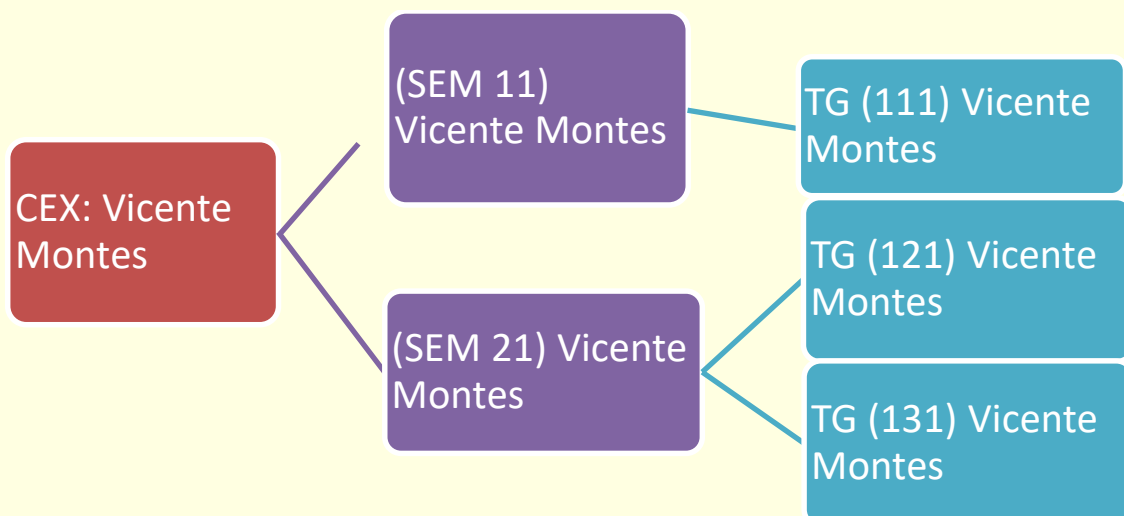 CEX: Vicente
Montes
(SEM 11)
Vicente Montes
(SEM 21) Vicente
Montes
TG (111) Vicente
Montes
TG (121) Vicente
Montes
TG (131) Vicente
Montes